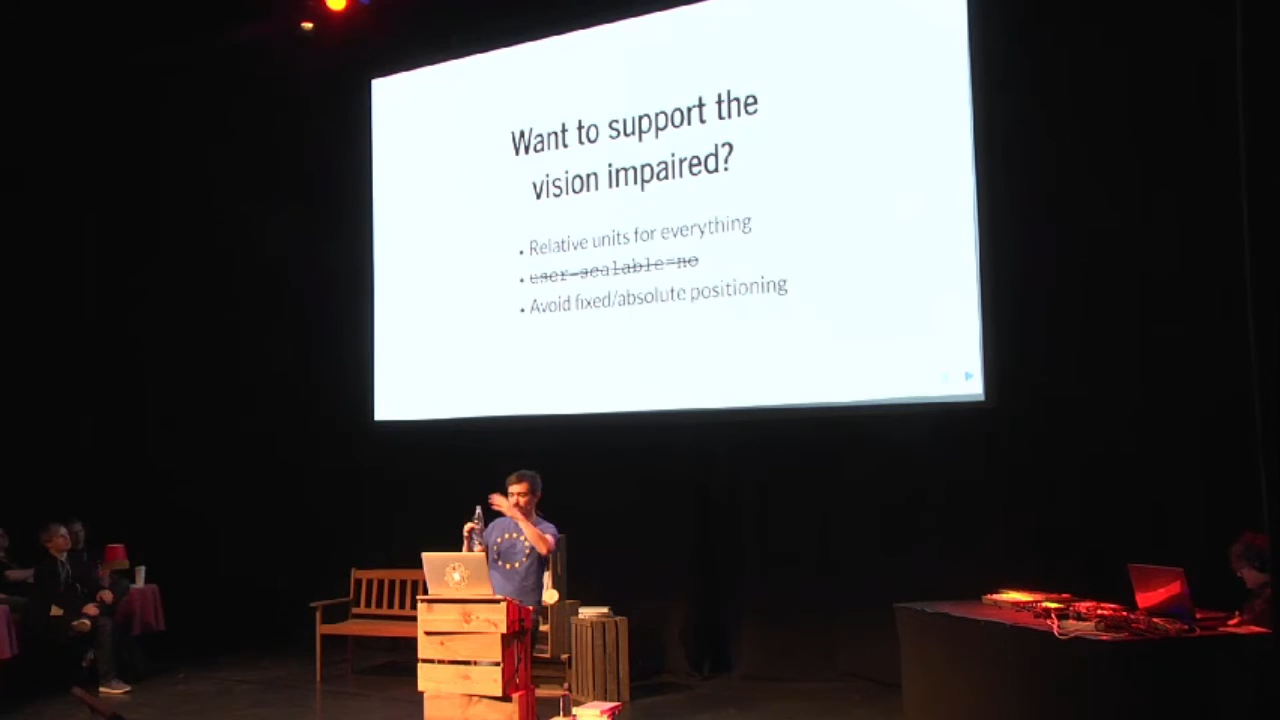 Want to support the
vision impaired?
• Relative units for everything
• user-scalable=no
• Avoid fixed/absolute positioning